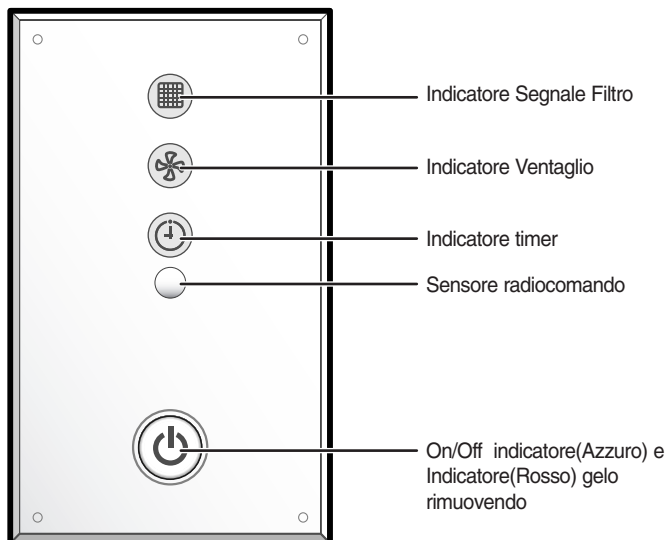 Indicatore Segnale Filtro
Indicatore Ventaglio
Indicatore timer
Sensore radiocomando
On/Off  indicatore(Azzuro) e
Indicatore(Rosso) gelo
rimuovendo